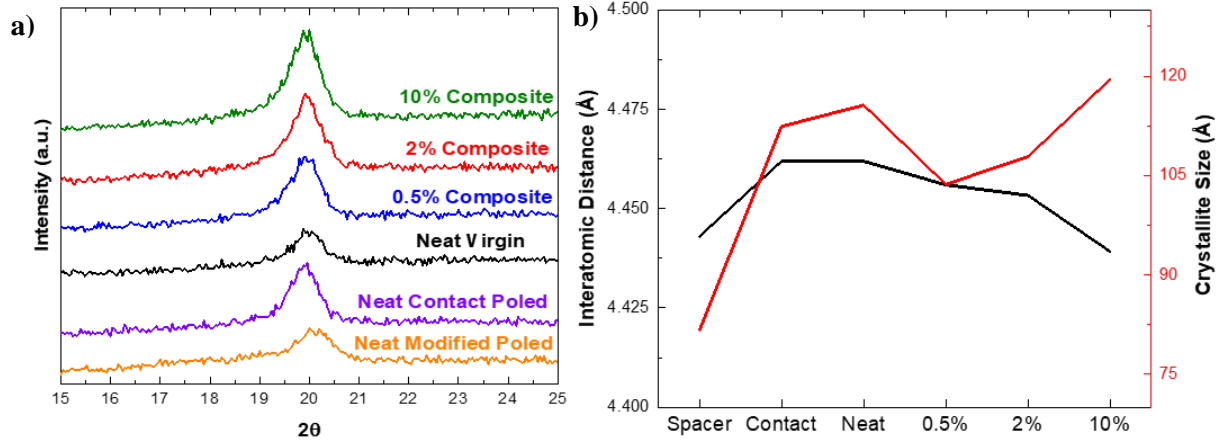 a)
Intensity (a.u.)
10% Composite
2% Composite
0.5% Composite
Neat Virgin
Neat Contact Poled
Neat Modified Poled
15 16 17 18 19 20 21 22 23 24 25
2θ
b)
Interatomic Distance (Å)
4.500
4.475
4.450
4.425
4.400
Crystallite Size (Å)
120
105
90
75
Spacer Contact Neat 0.5% 2% 10%